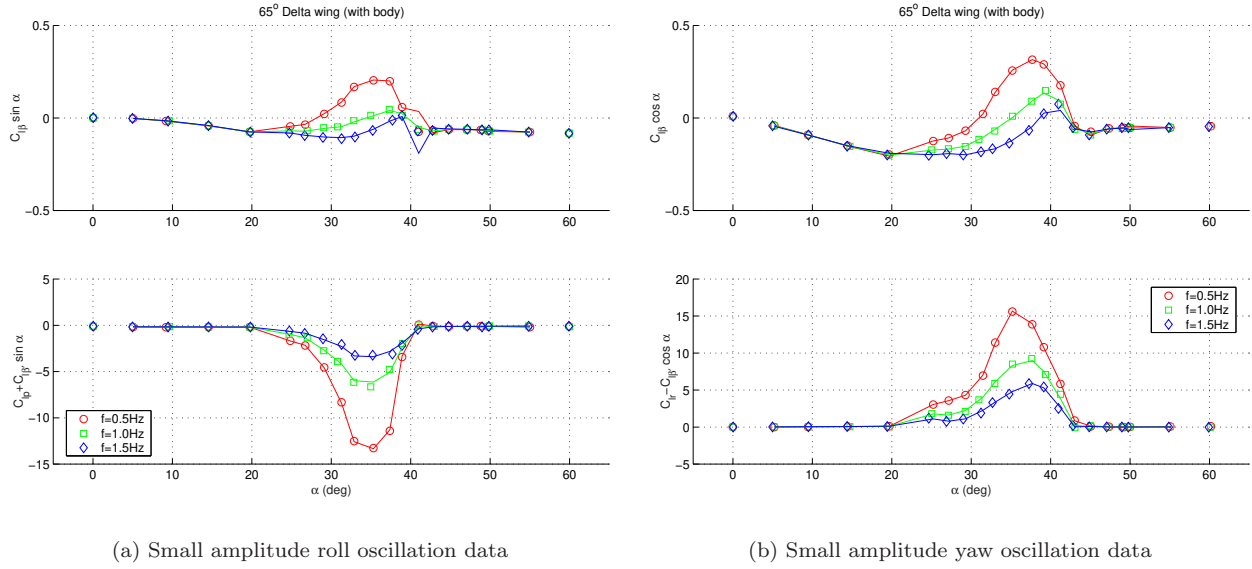 65° Delta wing (with body)
C_lβ sin α
0.5
0
−0.5
0 10 20 30 40 50 60
C_lp+C_lβ̇, sin α
5
0
−5
−10
−15
f=0.5Hz
f=1.0Hz
f=1.5Hz
0 10 20 30 40 50 60
α (deg)
(a) Small amplitude roll oscillation data
65° Delta wing (with body)
C_lβ cos α
0.5
0
−0.5
0 10 20 30 40 50 60
C_lr−C_lβ̇, cos α
20
15
10
5
0
−5
f=0.5Hz
f=1.0Hz
f=1.5Hz
0 10 20 30 40 50 60
α (deg)
(b) Small amplitude yaw oscillation data